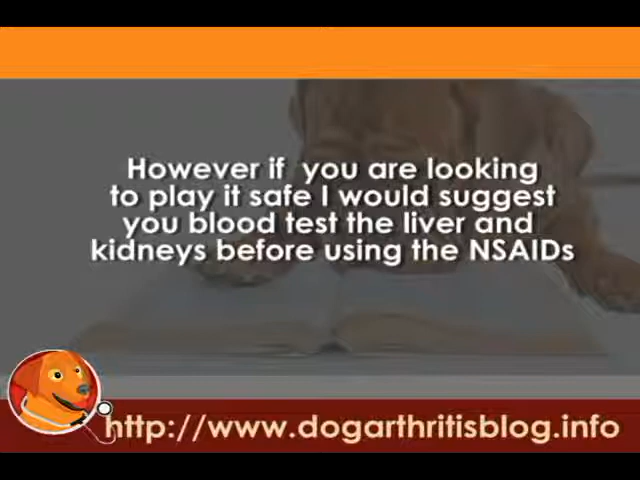 However if you are looking
to play it safe I would suggest
you blood test the liver and
kidneys before using the NSAIDs
http://www.dogarthritisblog.info